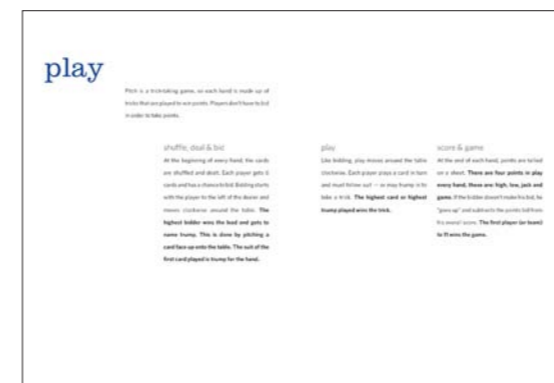 play
Pitch is a trick-taking game, so each hand is made up of
tricks that are played to win points. Players don't have to bid
in order to take points.
shuffle, deal & bid
At the beginning of every hand, the cards
are shuffled and dealt. Each player gets 6
cards and has a chance to bid. Bidding starts
with the player to the left of the dealer and
moves clockwise around the table. The
highest bidder wins the lead and gets to
name trump. This is done by pitching a
card face up onto the table. The suit of the
first card played is trump for the hand.
play
Like bidding, play moves around the table
clockwise. Each player plays a card in turn
and must follow suit — or may trump in to
take a trick. The highest card or highest
trump played wins the trick.
score & game
At the end of each hand, points are tallied
on a sheet. There are four points in play
every hand, these are high, low, jack and
game. If the bidder doesn't make his bid, he
"goes up" and subtracts the points bid from
his overall score. The first player (or team)
to 11 wins the game.